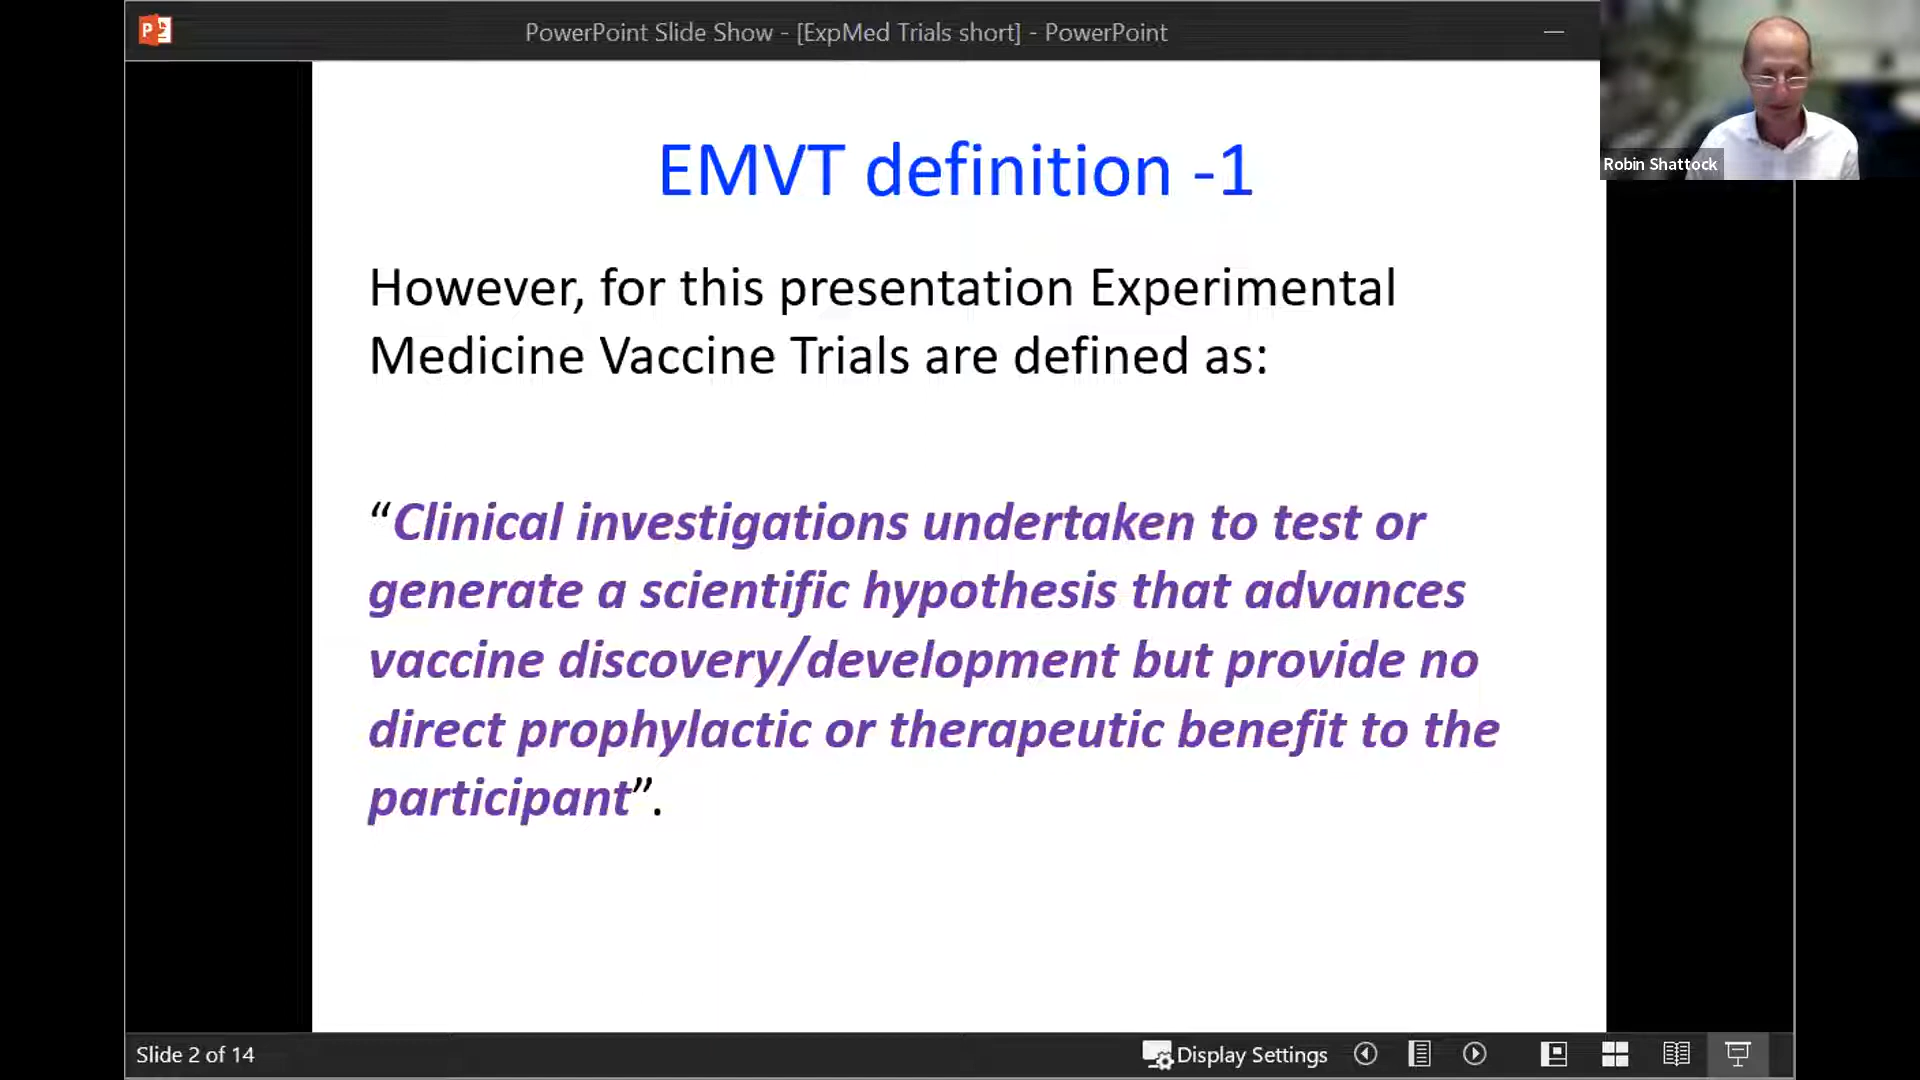 PowerPoint Slide Show - [ExpMed Trials short] - PowerPoint
Robin Shattock
EMVT definition -1
However, for this presentation Experimental
Medicine Vaccine Trials are defined as:
“Clinical investigations undertaken to test or
generate a scientific hypothesis that advances
vaccine discovery/development but provide no
direct prophylactic or therapeutic benefit to the
participant”.
Slide 2 of 14
Display Settings